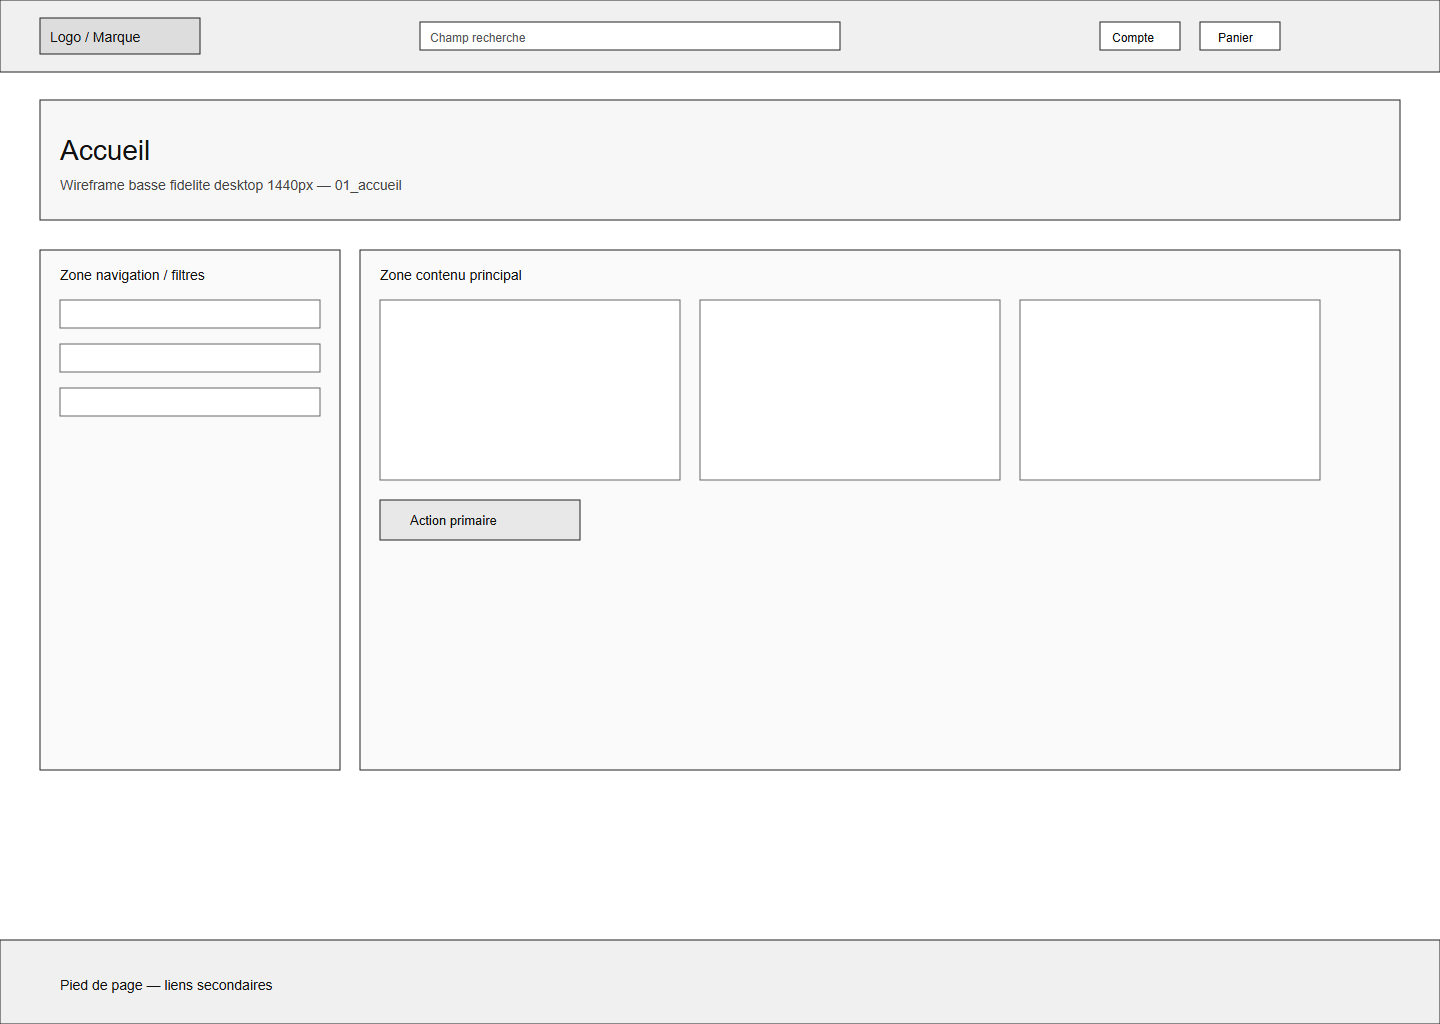 Logo / Marque
Champ recherche
Compte
Panier
Accueil
Wireframe basse fidelite desktop 1440px — 01_accueil
Zone navigation / filtres
Zone contenu principal
Action primaire
Pied de page — liens secondaires